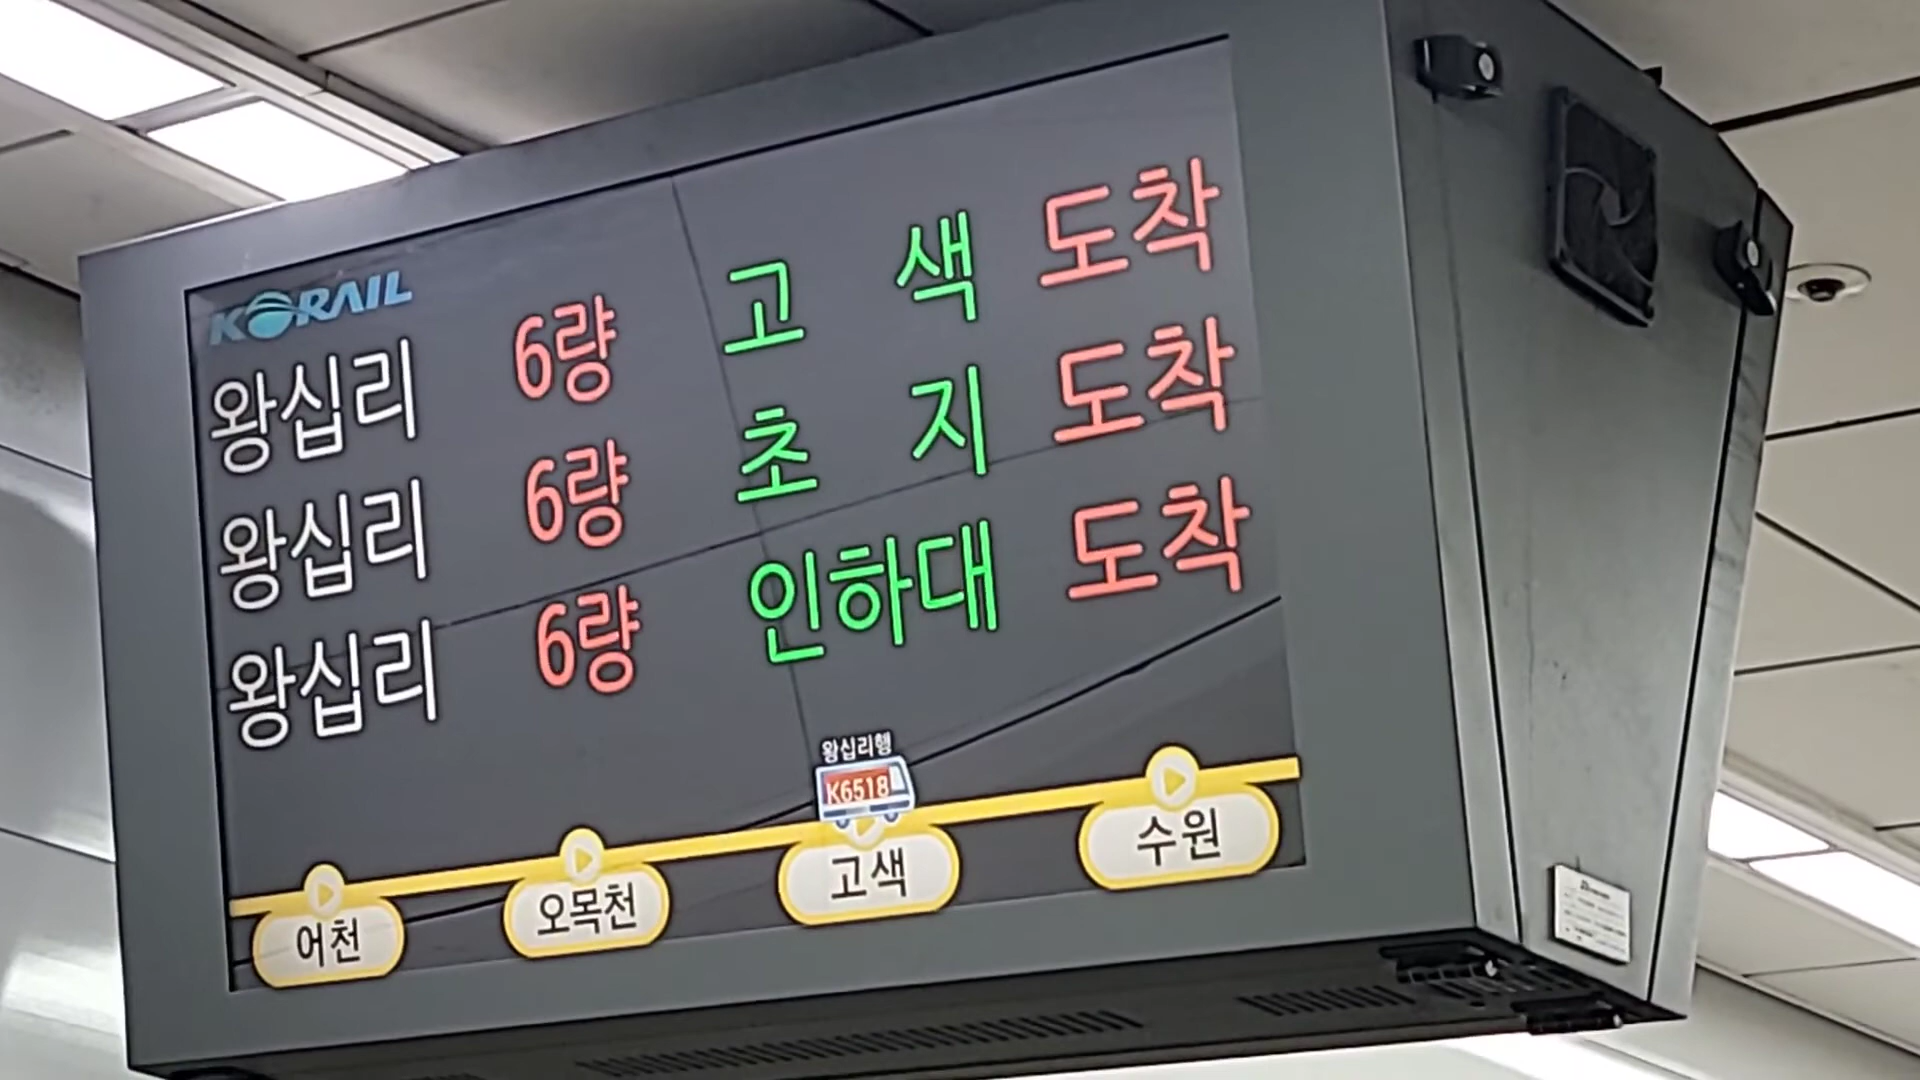 KORAIL
왕십리 6량 고 색 도착
왕십리 6량 초 지 도착
왕십리 6량 인하대 도착
왕십리행
K6518
어천 오목천 고색 수원